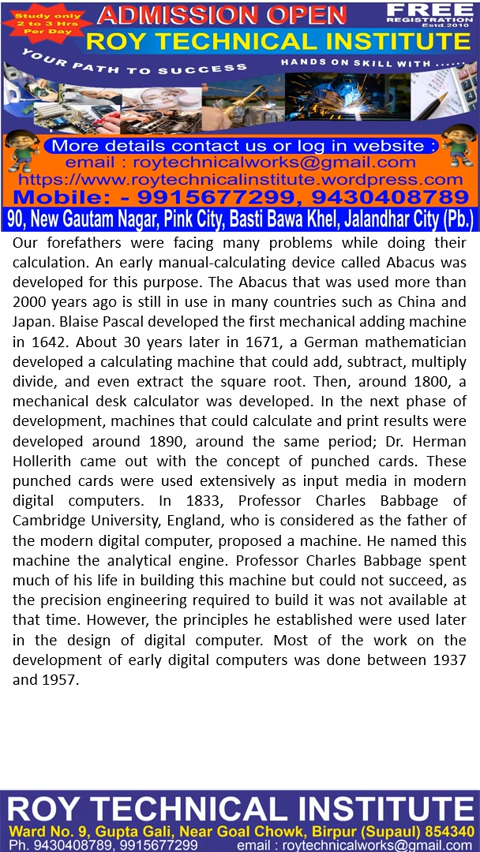 Study only
2 to 3 Hrs
Per Day
ADMISSION OPEN
FREE
REGISTRATION
Estd.2010
ROY TECHNICAL INSTITUTE
YOUR PATH TO SUCCESS
HANDS ON SKILL WITH ......
More details contact us or log in website :
email : roytechnicalworks@gmail.com
https://www.roytechnicalinstitute.wordpress.com
Mobile: - 9915677299, 9430408789
90, New Gautam Nagar, Pink City, Basti Bawa Khel, Jalandhar City (Pb.)
Our forefathers were facing many problems while doing their
calculation. An early manual-calculating device called Abacus was
developed for this purpose. The Abacus that was used more than
2000 years ago is still in use in many countries such as China and
Japan. Blaise Pascal developed the first mechanical adding machine
in 1642. About 30 years later in 1671, a German mathematician
developed a calculating machine that could add, subtract, multiply
divide, and even extract the square root. Then, around 1800, a
mechanical desk calculator was developed. In the next phase of
development, machines that could calculate and print results were
developed around 1890, around the same period; Dr. Herman
Hollerith came out with the concept of punched cards. These
punched cards were used extensively as input media in modern
digital computers. In 1833, Professor Charles Babbage of
Cambridge University, England, who is considered as the father of
the modern digital computer, proposed a machine. He named this
machine the analytical engine. Professor Charles Babbage spent
much of his life in building this machine but could not succeed, as
the precision engineering required to build it was not available at
that time. However, the principles he established were used later
in the design of digital computer. Most of the work on the
development of early digital computers was done between 1937
and 1957.
ROY TECHNICAL INSTITUTE
Ward No. 9, Gupta Gali, Near Goal Chowk, Birpur (Supaul) 854340
Ph. 9430408789, 9915677299 email : roytechnicalworks@gmail.com